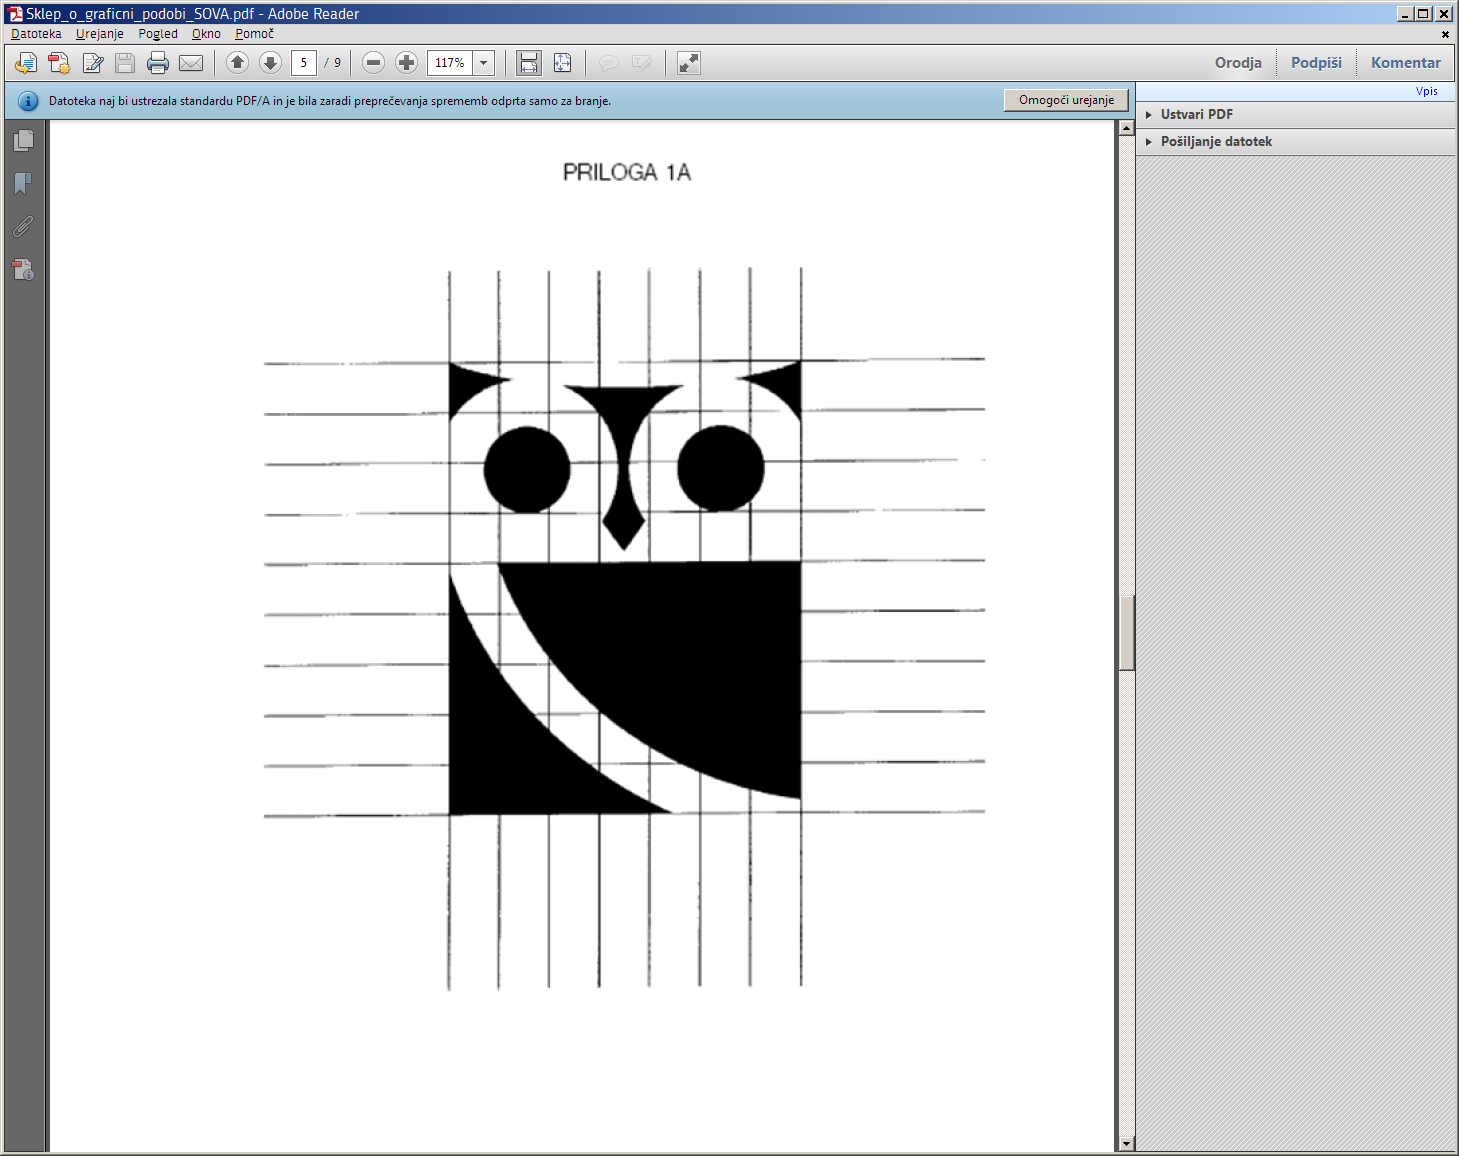 Sklep_o_graficni_podobi_SOVA.pdf - Adobe Reader
Datoteka Urejanje Pogled Okno Pomoč
5 / 9 117% Orodja Podpiši Komentar
Datoteka naj bi ustrezala standardu PDF/A in je bila zaradi preprečevanja sprememb odprta samo za branje. Omogoči urejanje
Vpis
Ustvari PDF
Pošiljanje datotek
PRILOGA 1A